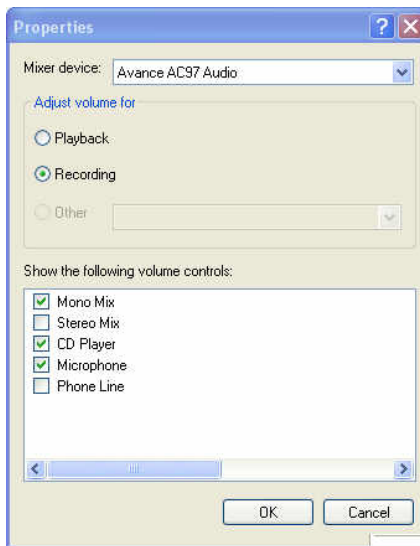 Properties
Mixer device: Avance AC97 Audio
Adjust volume for
Playback
Recording
Other
Show the following volume controls:
Mono Mix
Stereo Mix
CD Player
Microphone
Phone Line
OK Cancel